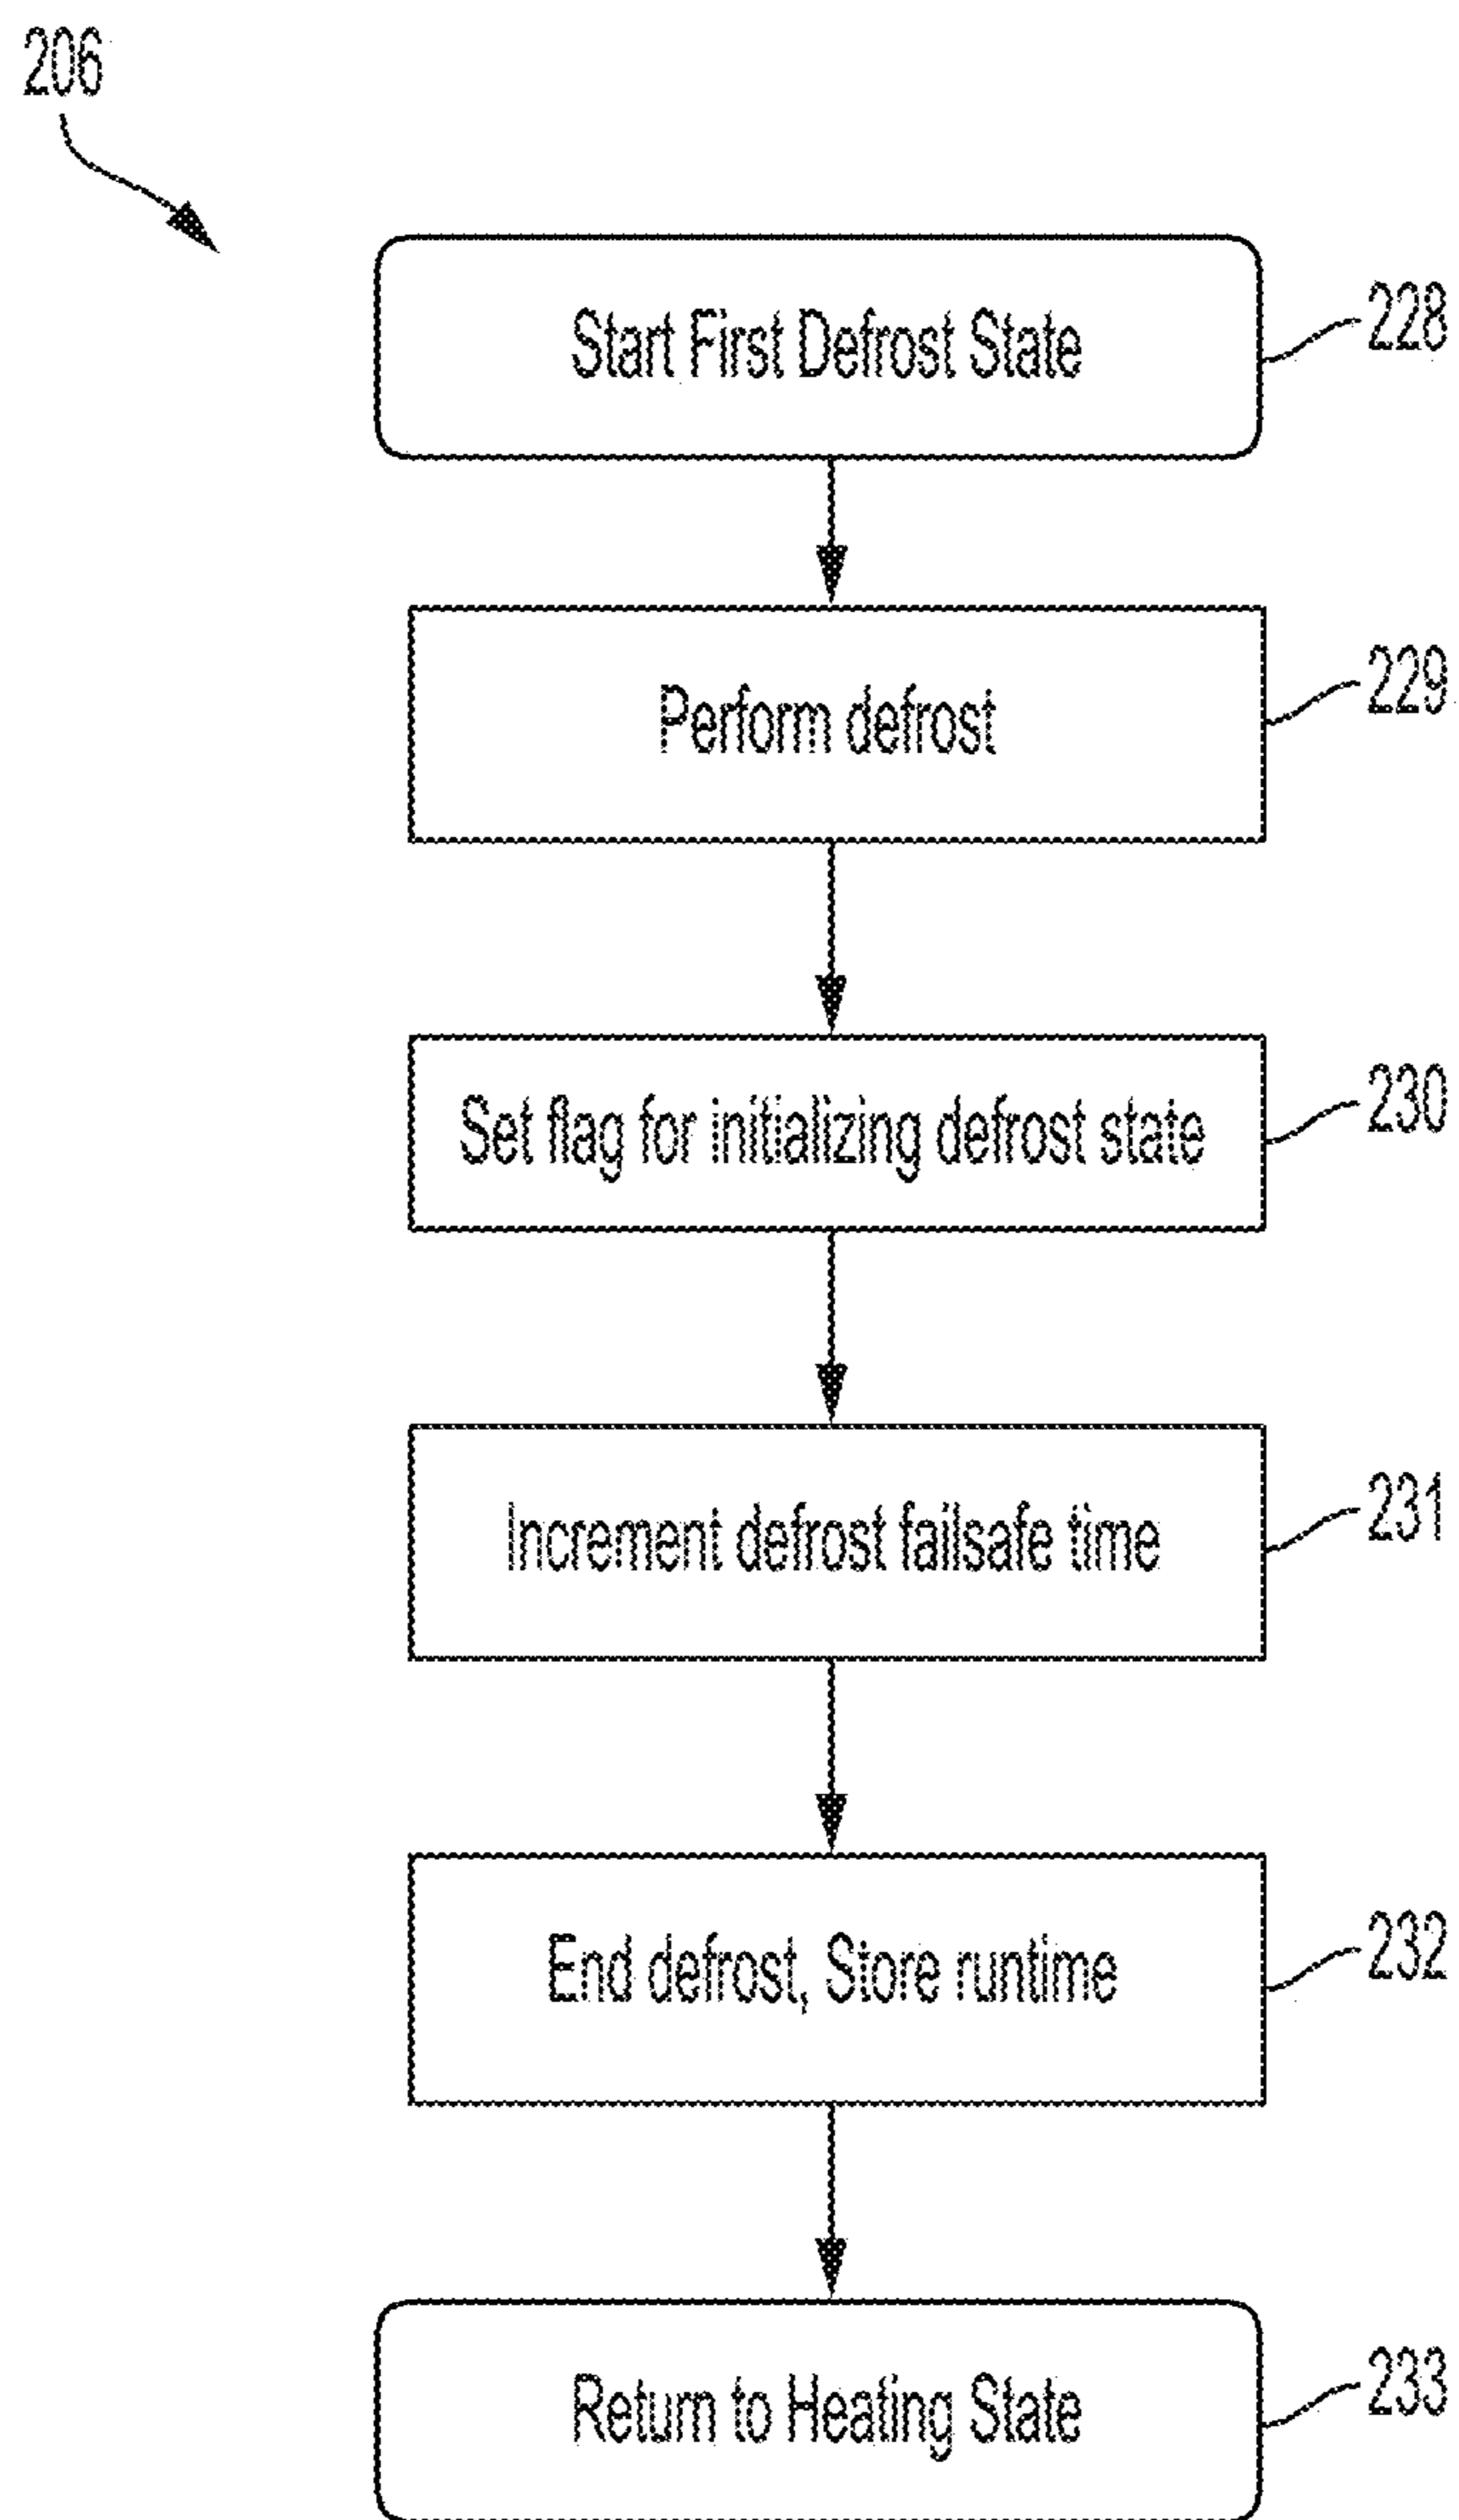 206
Start First Defrost State
228
Perform defrost
229
Set flag for initializing defrost state
230
Increment defrost failsafe time
231
End defrost, Store runtime
232
Return to Heating State
233